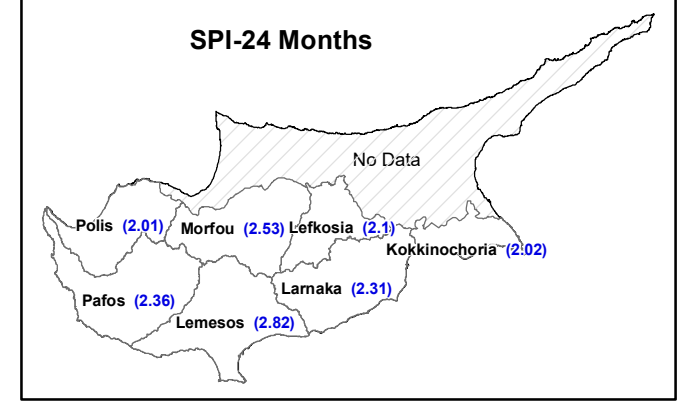 SPI-24 Months
No Data
Polis (2.01)
Morfou (2.53)
Lefkosia (2.1)
Kokkinochoria (2.02)
Larnaka (2.31)
Pafos (2.36)
Lemesos (2.82)